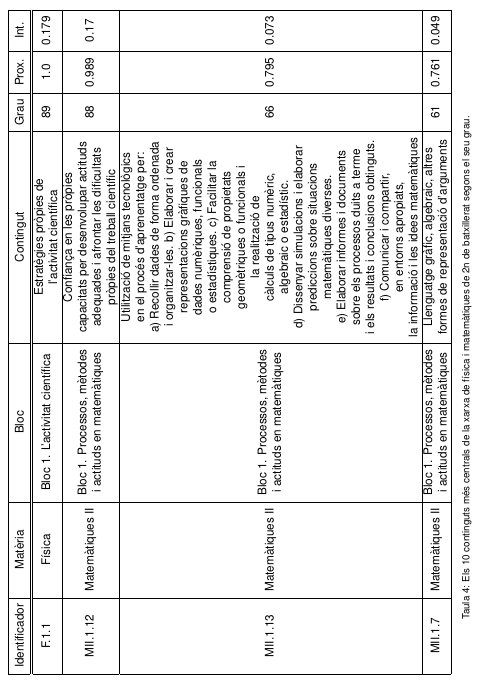 Identificador Matèria Bloc Contingut Grau Prox. Int.
F.1.1 Física Bloc 1. L'activitat científica Estratègies pròpies de 89 1.0 0.179
l'activitat científica
MII.1.12 Matemàtiques II Bloc 1. Processos, mètodes Confiança en les pròpies 88 0.989 0.17
i actituds en matemàtiques capacitats per desenvolupar actituds
adequades i afrontar les dificultats
pròpies del treball científic
MII.1.13 Matemàtiques II Bloc 1. Processos, mètodes Utilització de mitjans tecnològics 66 0.795 0.073
i actituds en matemàtiques en el procés d'aprenentatge per:
a) Recollir dades de forma ordenada
i organitzar-les. b) Elaborar i crear
representacions gràfiques de
dades numèriques, funcionals
o estadístiques. c) Facilitar la
comprensió de propietats
geomètriques o funcionals i
la realització de
càlculs de tipus numèric,
algebraic o estadístic.
d) Dissenyar simulacions i elaborar
prediccions sobre situacions
matemàtiques diverses.
e) Elaborar informes i documents
sobre els processos duits a terme
i els resultats i conclusions obtinguts.
f) Comunicar i compartir,
en entorns apropiats,
la informació i les idees matemàtiques
MII.1.7 Matemàtiques II Bloc 1. Processos, mètodes Llenguatge gràfic, algebraic, altres 61 0.761 0.049
i actituds en matemàtiques formes de representació d'arguments
Taula 4: Els 10 continguts més centrals de la xarxa de física i matemàtiques de 2n de batxillerat segons el seu grau.